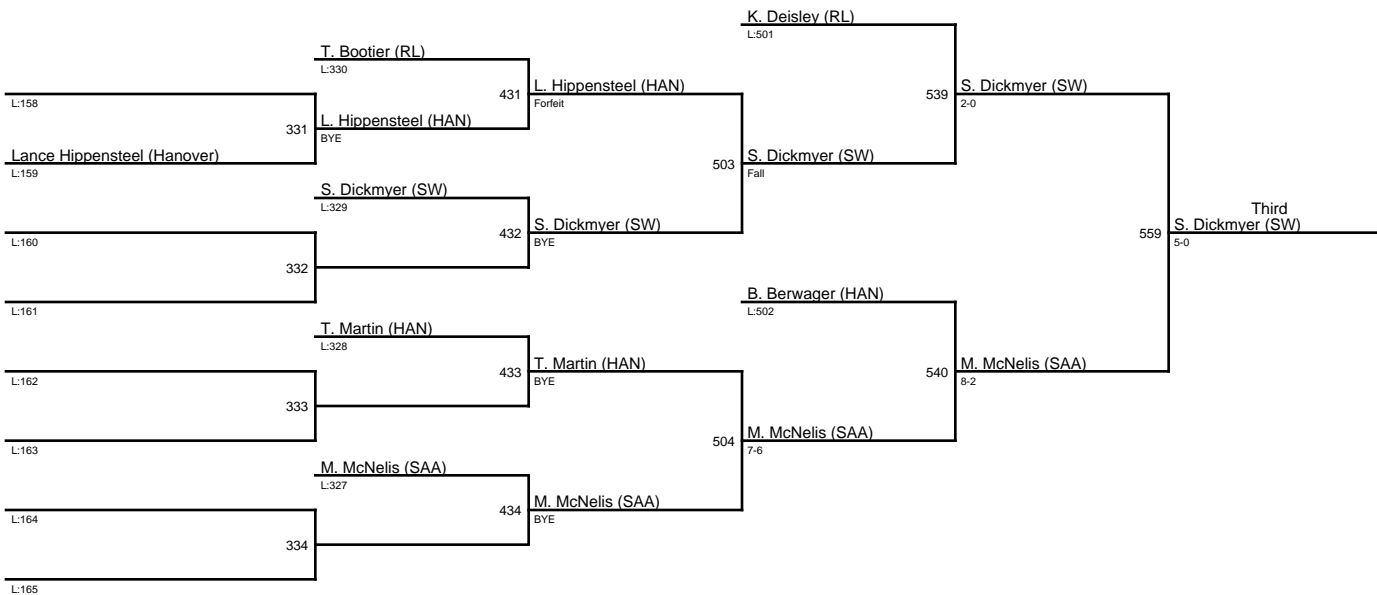 K. Deisley (RL)
L:501
T. Bootier (RL)
L:330
431
L. Hippensteel (HAN)
Forfeit
539
S. Dickmyer (SW)
2-0
L:158
331
L. Hippensteel (HAN)
BYE
Lance Hippensteel (Hanover)
L:159
503
S. Dickmyer (SW)
Fall
S. Dickmyer (SW)
L:329
432
S. Dickmyer (SW)
BYE
559
Third
S. Dickmyer (SW)
5-0
L:160
332
L:161
B. Berwager (HAN)
L:502
T. Martin (HAN)
L:328
433
T. Martin (HAN)
BYE
540
M. McNelis (SAA)
8-2
L:162
333
L:163
504
M. McNelis (SAA)
7-6
M. McNelis (SAA)
L:327
434
M. McNelis (SAA)
BYE
L:164
334
L:165